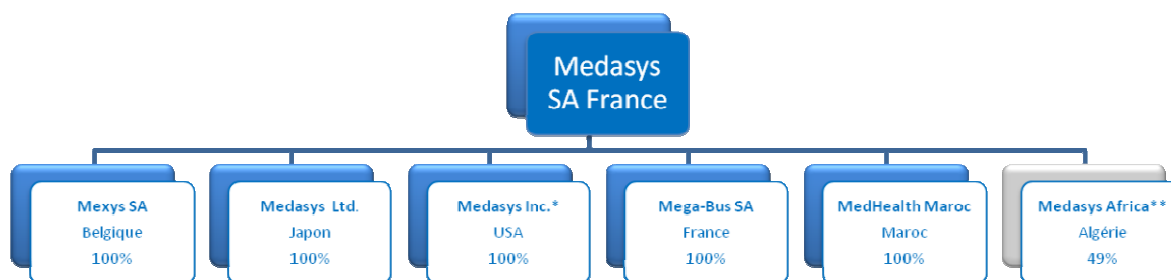 Medasys
SA France
Mexys SA
Belgique
100%
Medasys Ltd.
Japon
100%
Medasys Inc.*
USA
100%
Mega-Bus SA
France
100%
MedHealth Maroc
Maroc
100%
Medasys Africa**
Algérie
49%